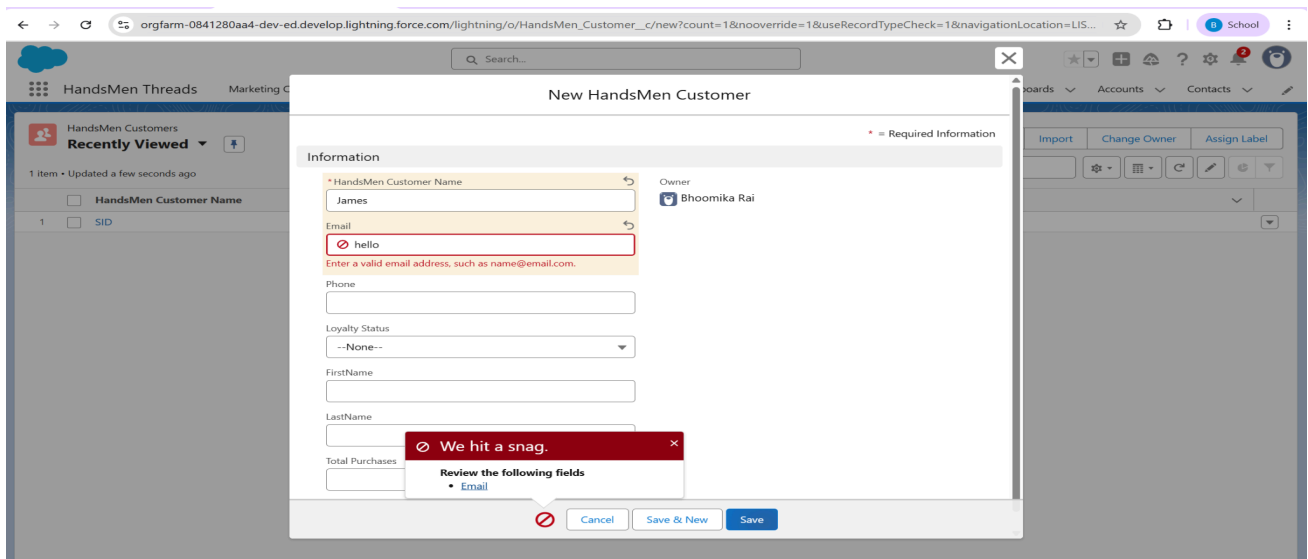 orgfarm-0841280aa4-dev-ed.develop.lightning.force.com/lightning/o/HandsMen_Customer__c/new?count=1&nooverride=1&useRecordTypeCheck=1&navigationLocation=LIS...
B School
Search...
2
HandsMen Threads Marketing C
boards Accounts Contacts
New HandsMen Customer
* = Required Information
HandsMen Customers
Recently Viewed
Import Change Owner Assign Label
1 item • Updated a few seconds ago
HandsMen Customer Name
1 SID
Information
*HandsMen Customer Name
James
Owner
Bhoomika Rai
Email
hello
Enter a valid email address, such as name@email.com.
Phone
Loyalty Status
--None--
FirstName
LastName
Total Purchases
We hit a snag.
Review the following fields
• Email
Cancel Save & New Save